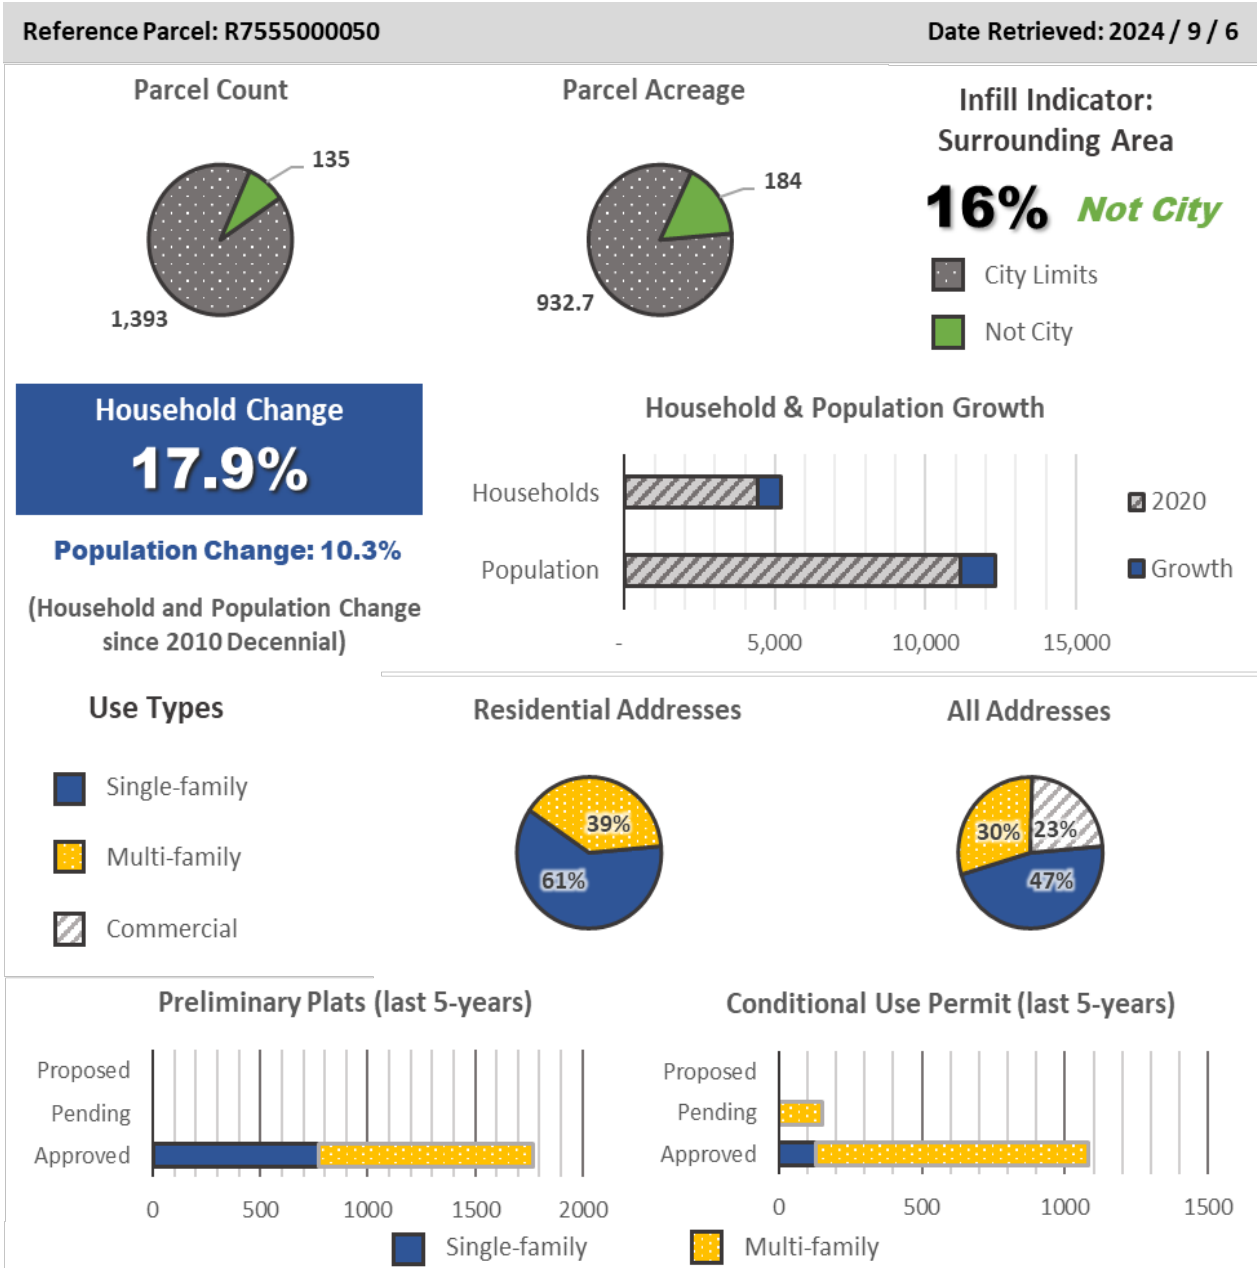 Reference Parcel: R7555000050
Date Retrieved: 2024 / 9 / 6
Parcel Count
135
1,393
Parcel Acreage
184
932.7
Infill Indicator:
Surrounding Area
16% Not City
City Limits
Not City
Household Change
17.9%
Population Change: 10.3%
(Household and Population Change
since 2010 Decennial)
Household & Population Growth
Households
Population
- 5,000 10,000 15,000
2020
Growth
Use Types
Single-family
Multi-family
Commercial
Residential Addresses
39%
61%
All Addresses
30% 23%
47%
Preliminary Plats (last 5-years)
Proposed
Pending
Approved
0 500 1000 1500 2000
Conditional Use Permit (last 5-years)
Proposed
Pending
Approved
0 500 1000 1500
Single-family
Multi-family